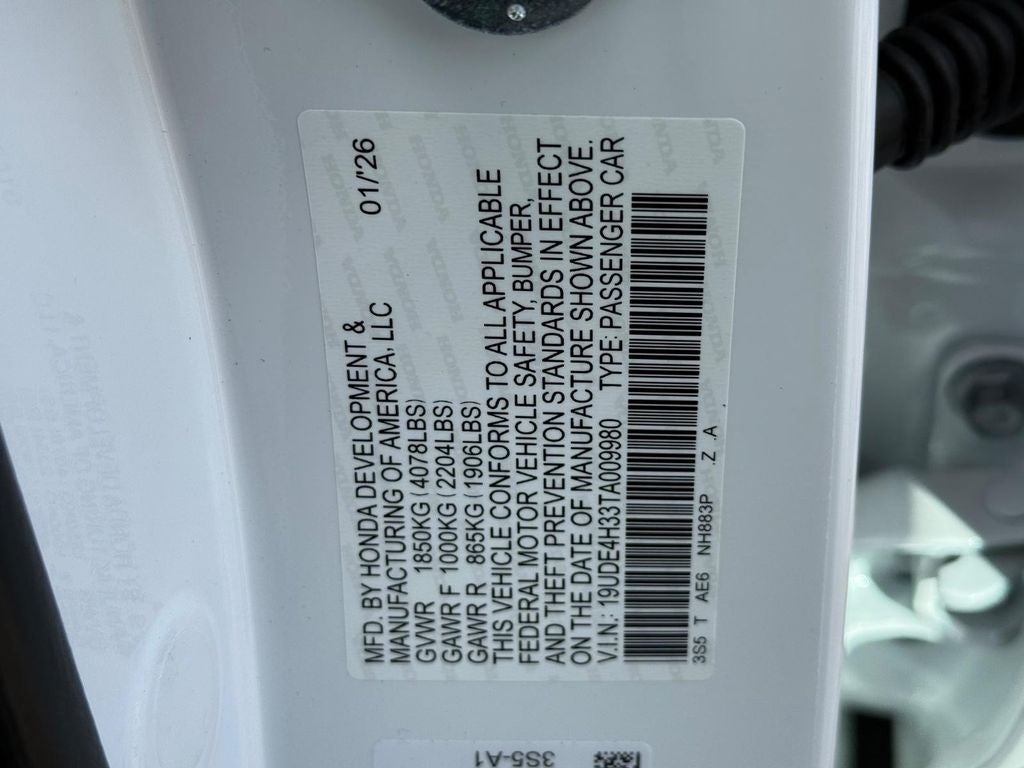 MFD. BY HONDA DEVELOPMENT &
MANUFACTURING OF AMERICA, LLC 01/'26
GVWR 1850KG (4078LBS)
GAWR F 1000KG (2204LBS)
GAWR R 865KG (1906LBS)
THIS VEHICLE CONFORMS TO ALL APPLICABLE
FEDERAL MOTOR VEHICLE SAFETY, BUMPER,
AND THEFT PREVENTION STANDARDS IN EFFECT
ON THE DATE OF MANUFACTURE SHOWN ABOVE.
V.I.N.: 19UDE4H33TA009980 TYPE: PASSENGER CAR
3S5 T AE6 NH883P .Z .A
3S5-A1